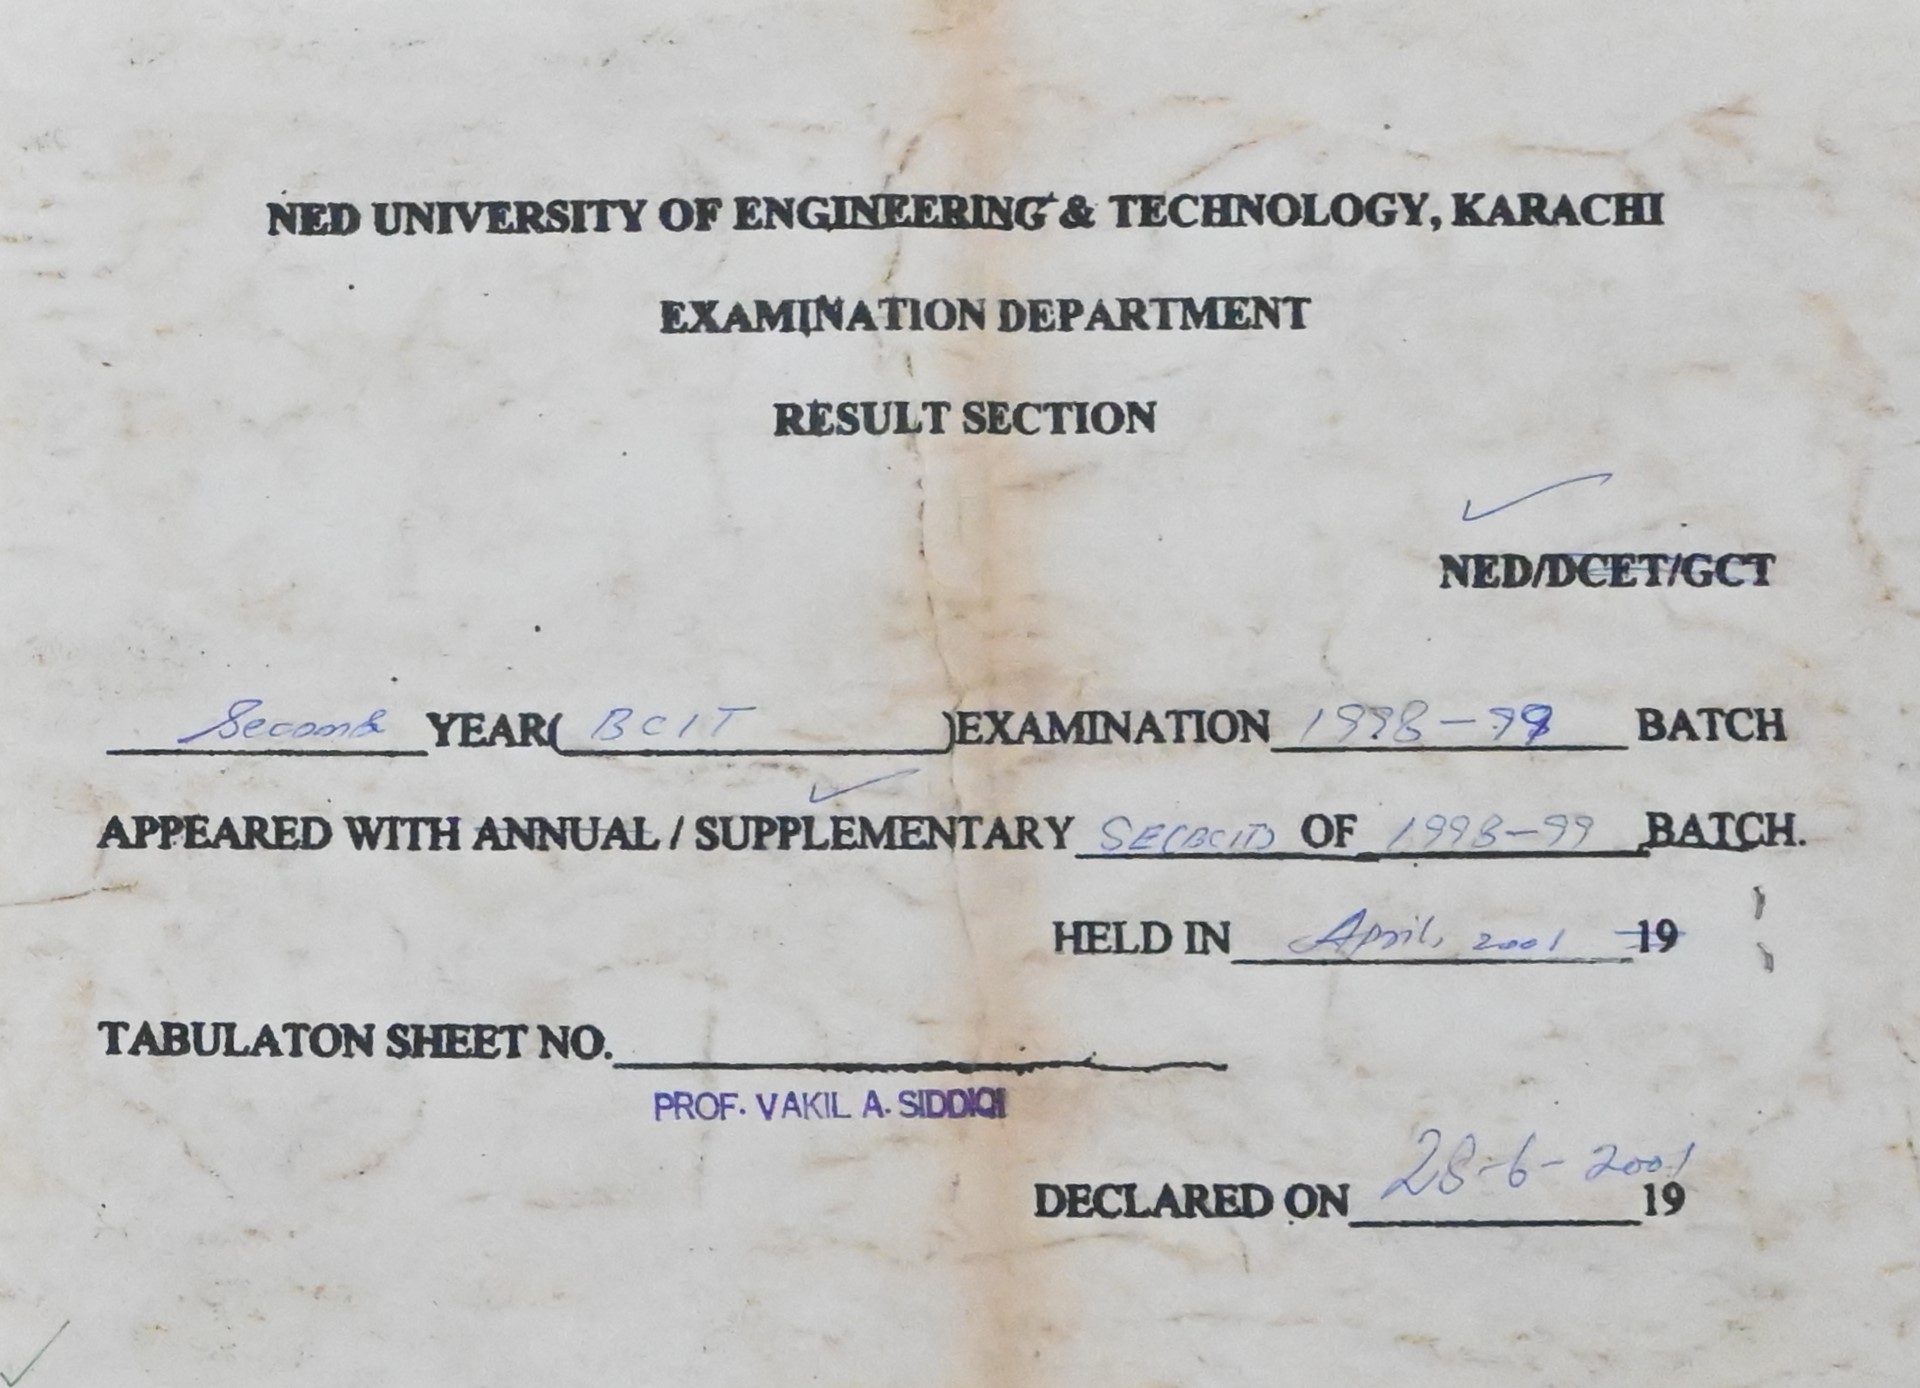 NED UNIVERSITY OF ENGINEERING & TECHNOLOGY, KARACHI
EXAMINATION DEPARTMENT
RESULT SECTION
NED/DCET/GCT
Second YEAR( BCIT )EXAMINATION 1998-99 BATCH
APPEARED WITH ANNUAL / SUPPLEMENTARY SE(BCIT) OF 1998-99 BATCH.
HELD IN April, 2001 19
TABULATON SHEET NO.
PROF. VAKIL A. SIDDIQI
DECLARED ON 28-6-2001 19